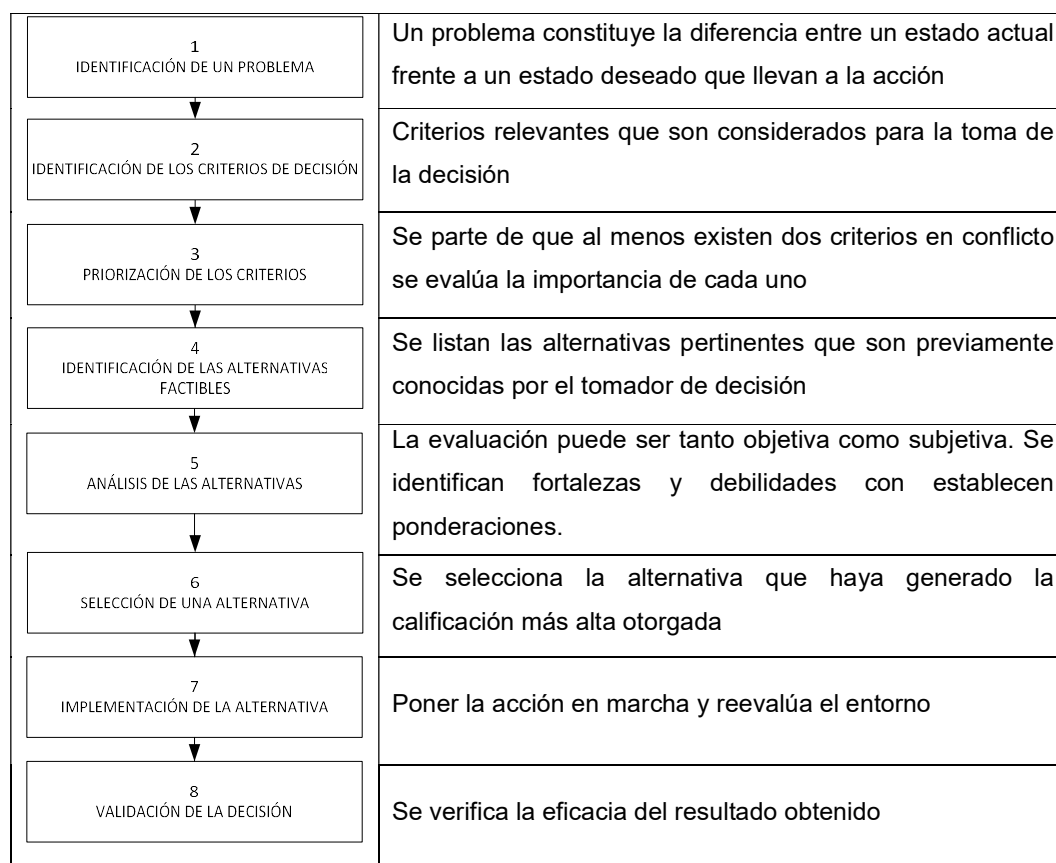 1
IDENTIFICACIÓN DE UN PROBLEMA
Un problema constituye la diferencia entre un estado actual
frente a un estado deseado que llevan a la acción
2
IDENTIFICACIÓN DE LOS CRITERIOS DE DECISIÓN
Criterios relevantes que son considerados para la toma de
la decisión
3
PRIORIZACIÓN DE LOS CRITERIOS
Se parte de que al menos existen dos criterios en conflicto
se evalúa la importancia de cada uno
4
IDENTIFICACIÓN DE LAS ALTERNATIVAS
FACTIBLES
Se listan las alternativas pertinentes que son previamente
conocidas por el tomador de decisión
5
ANÁLISIS DE LAS ALTERNATIVAS
La evaluación puede ser tanto objetiva como subjetiva. Se
identifican fortalezas y debilidades con establecen
ponderaciones.
6
SELECCIÓN DE UNA ALTERNATIVA
Se selecciona la alternativa que haya generado la
calificación más alta otorgada
7
IMPLEMENTACIÓN DE LA ALTERNATIVA
Poner la acción en marcha y reevalúa el entorno
8
VALIDACIÓN DE LA DECISIÓN
Se verifica la eficacia del resultado obtenido